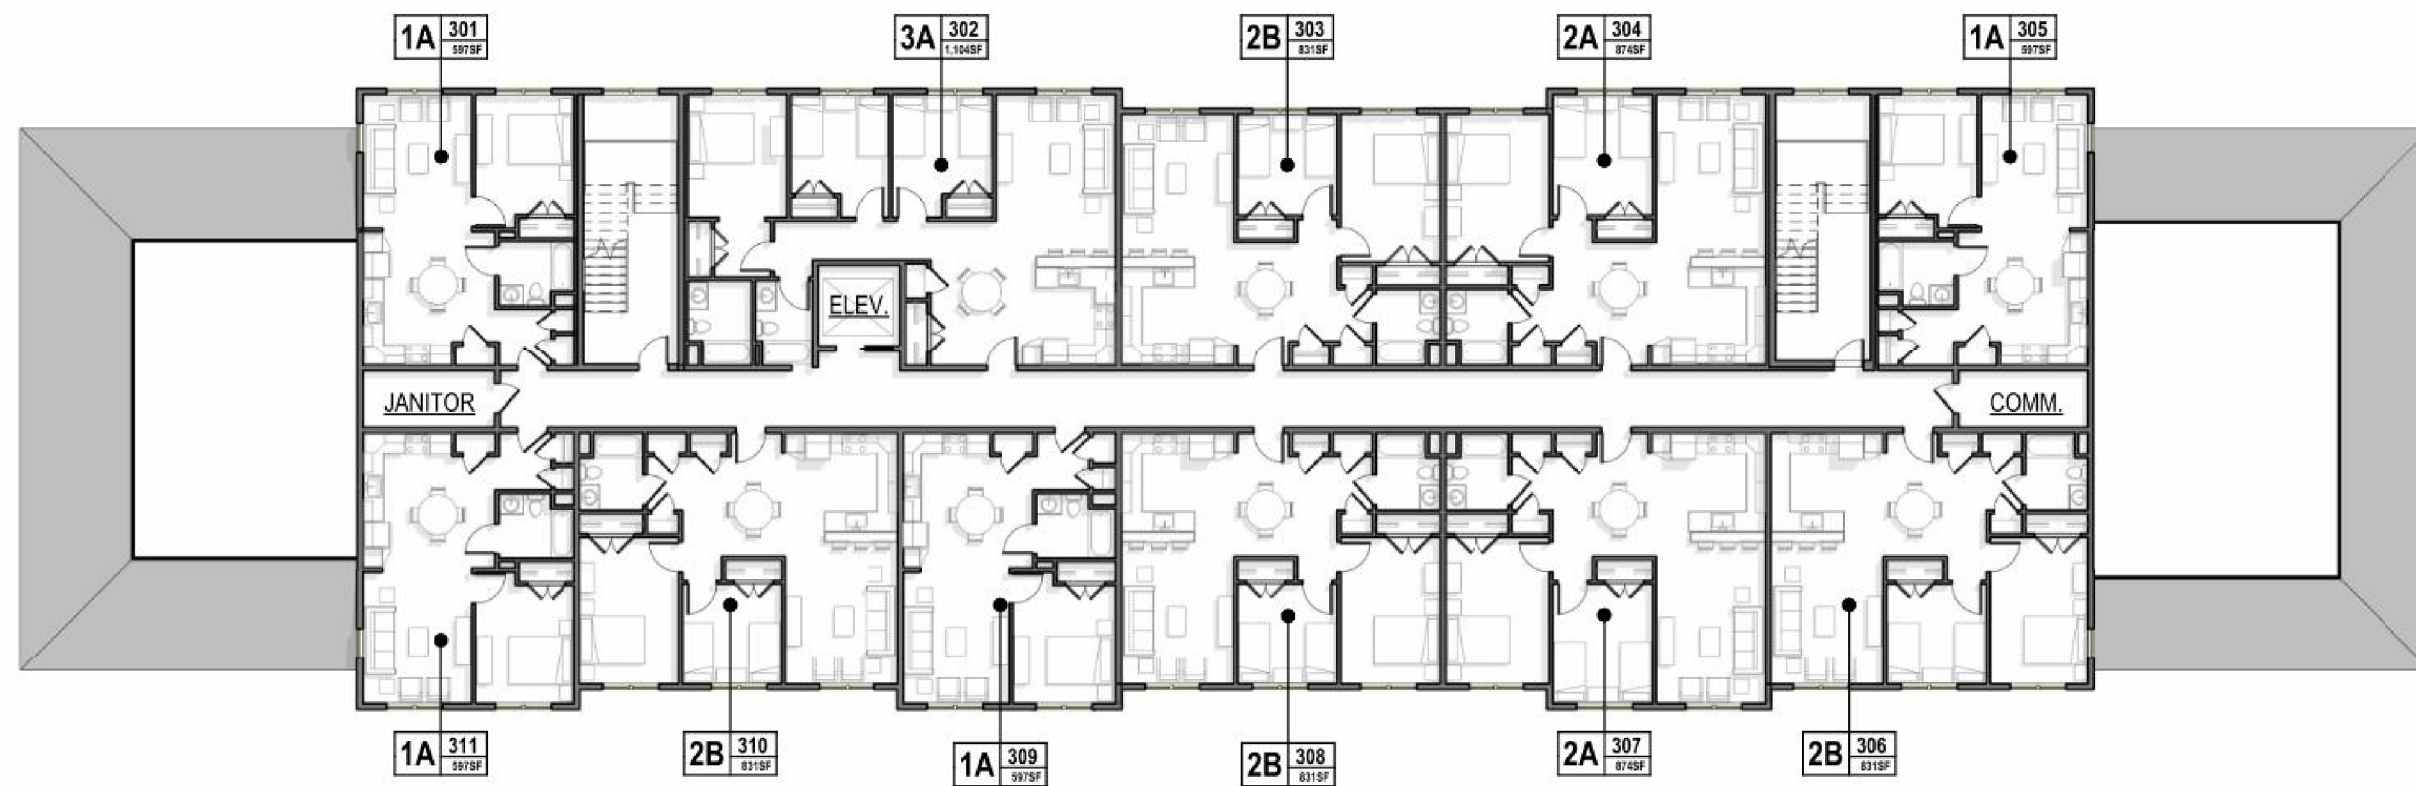 1A 301
597SF
3A 302
1,104SF
2B 303
831SF
2A 304
874SF
1A 305
597SF
ELEV.
JANITOR
COMM.
1A 311
597SF
2B 310
831SF
1A 309
597SF
2B 308
831SF
2A 307
874SF
2B 306
831SF